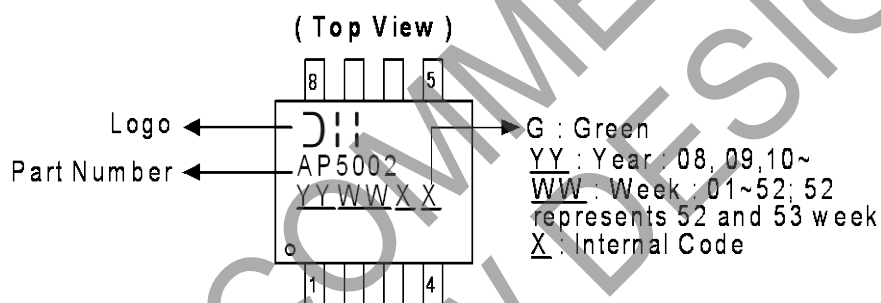 ( Top View )
8 5
Logo
AP5002
Part Number
YYWWXX
1 4
G : Green
YY : Year : 08, 09,10~
WW : Week : 01~52; 52
represents 52 and 53 week
X : Internal Code